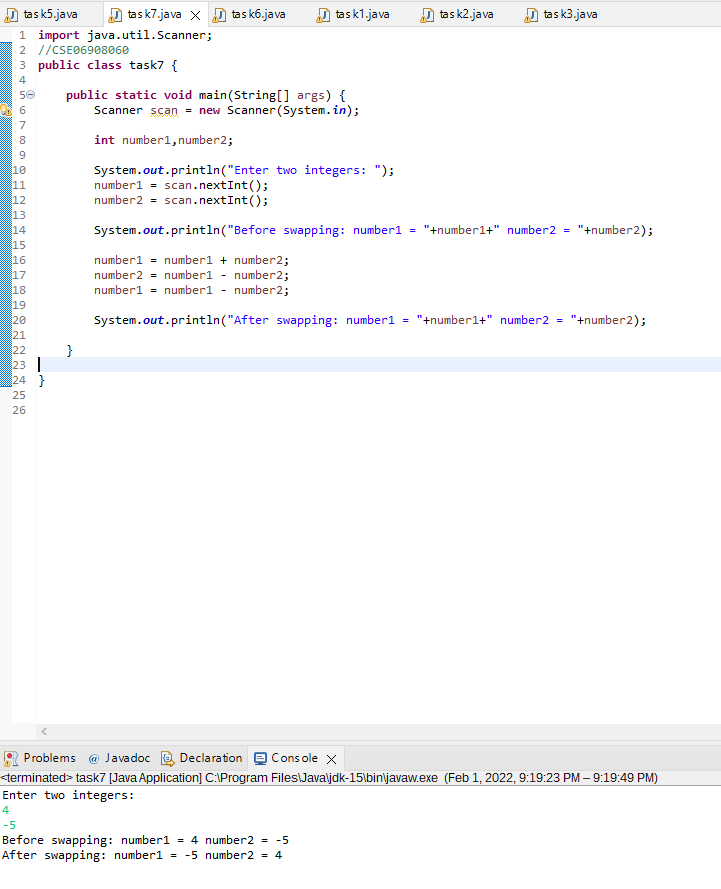 task5.java task7.java task6.java task1.java task2.java task3.java
1 import java.util.Scanner;
2 //CSE06908060
3 public class task7 {
4
5 public static void main(String[] args) {
6 Scanner scan = new Scanner(System.in);
7
8 int number1,number2;
9
10 System.out.println("Enter two integers: ");
11 number1 = scan.nextInt();
12 number2 = scan.nextInt();
13
14 System.out.println("Before swapping: number1 = "+number1+" number2 = "+number2);
15
16 number1 = number1 + number2;
17 number2 = number1 - number2;
18 number1 = number1 - number2;
19
20 System.out.println("After swapping: number1 = "+number1+" number2 = "+number2);
21
22 }
23
24 }
25
26
Problems @ Javadoc Declaration Console
<terminated> task7 [Java Application] C:\Program Files\Java\jdk-15\bin\javaw.exe (Feb 1, 2022, 9:19:23 PM – 9:19:49 PM)
Enter two integers:
4
-5
Before swapping: number1 = 4 number2 = -5
After swapping: number1 = -5 number2 = 4